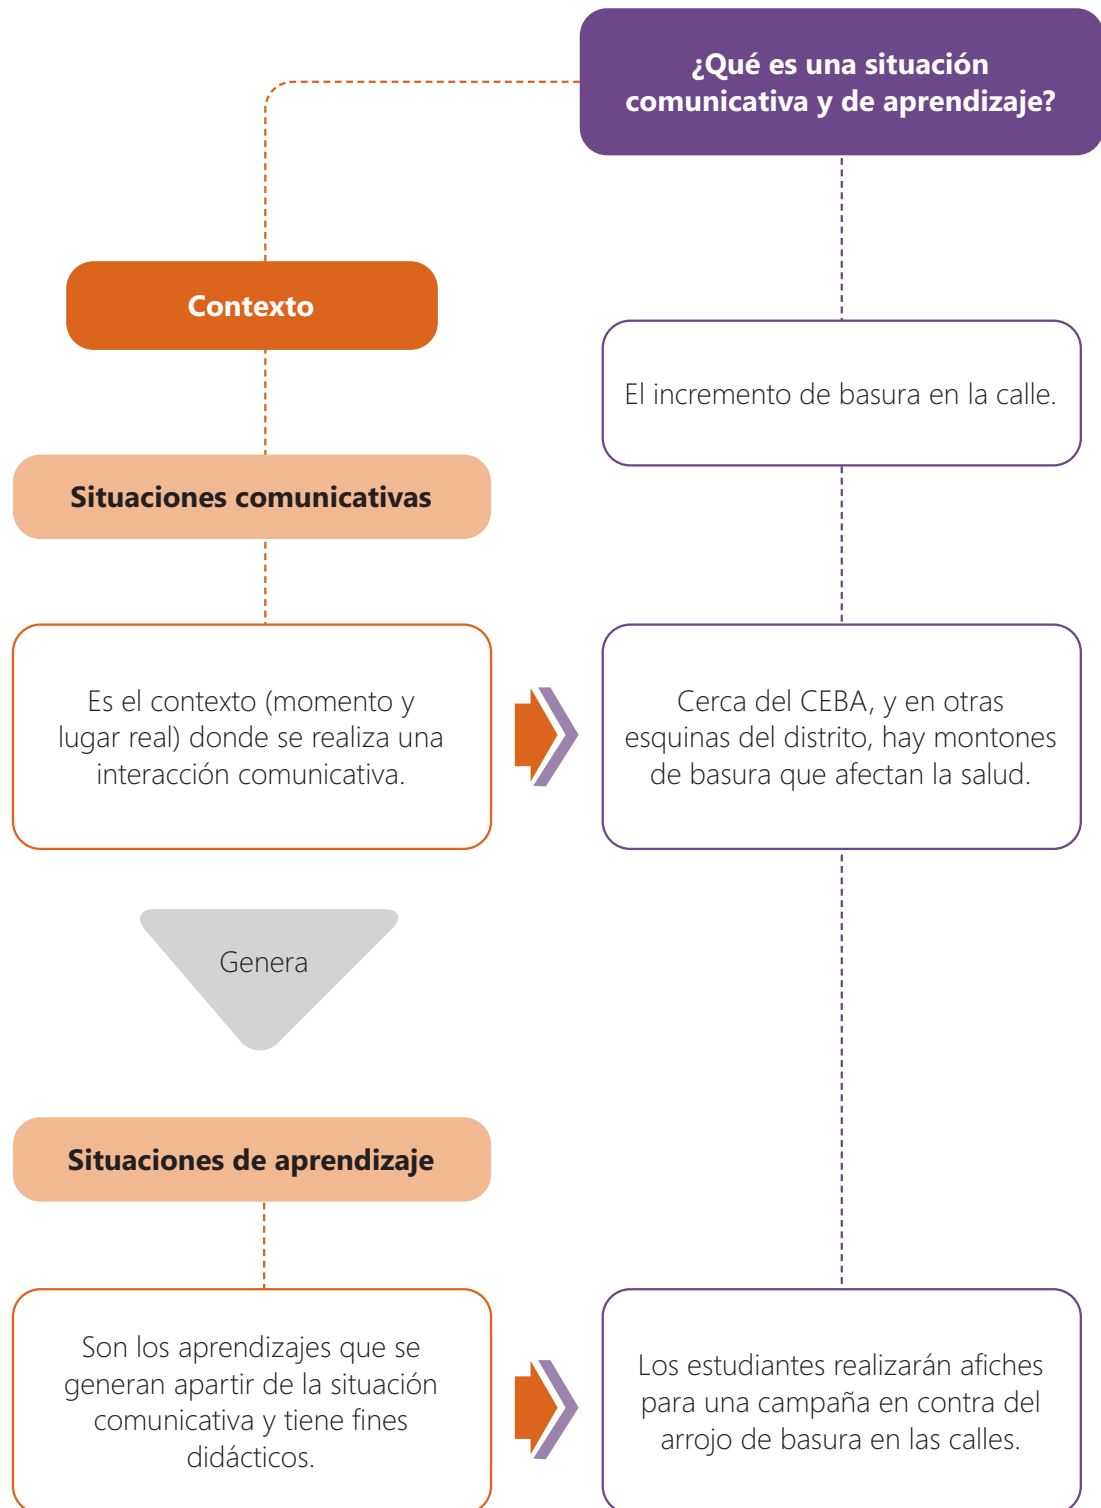 ¿Qué es una situación
comunicativa y de aprendizaje?
Contexto
El incremento de basura en la calle.
Situaciones comunicativas
Es el contexto (momento y
lugar real) donde se realiza una
interacción comunicativa.
Cerca del CEBA, y en otras
esquinas del distrito, hay montones
de basura que afectan la salud.
Genera
Situaciones de aprendizaje
Son los aprendizajes que se
generan apartir de la situación
comunicativa y tiene fines
didácticos.
Los estudiantes realizarán afiches
para una campaña en contra del
arrojo de basura en las calles.